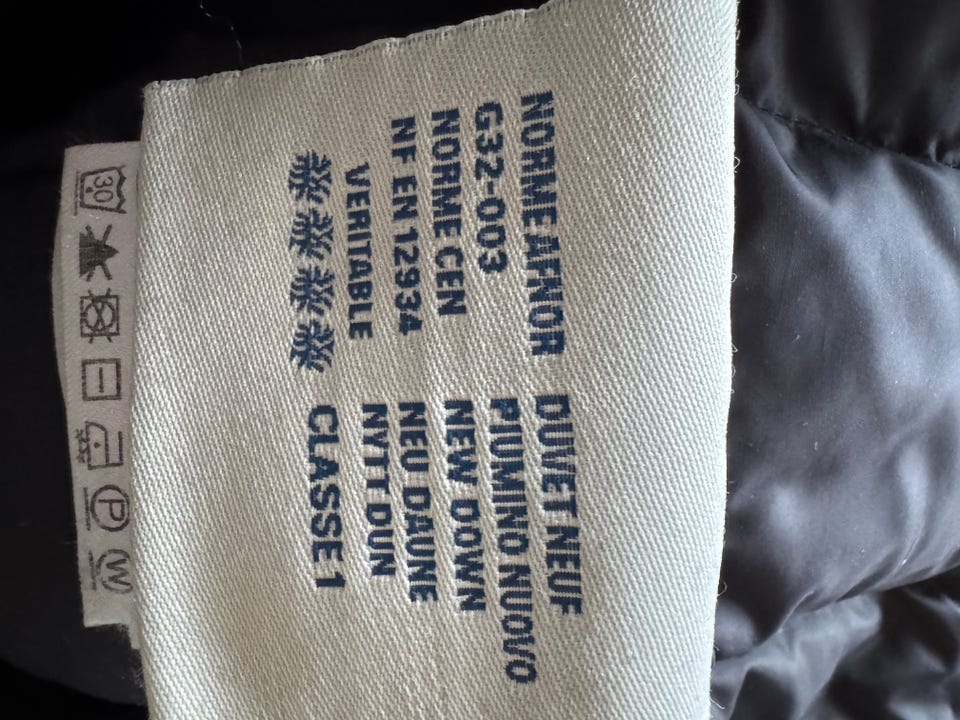 NORME AFNOR
G32-003
NORME CEN
NF EN 12934
VERITABLE
DUVET NEUF
PIUMINO NUOVO
NEW DOWN
NEU DAUNE
NYTT DUN
CLASSE 1
30
P
W